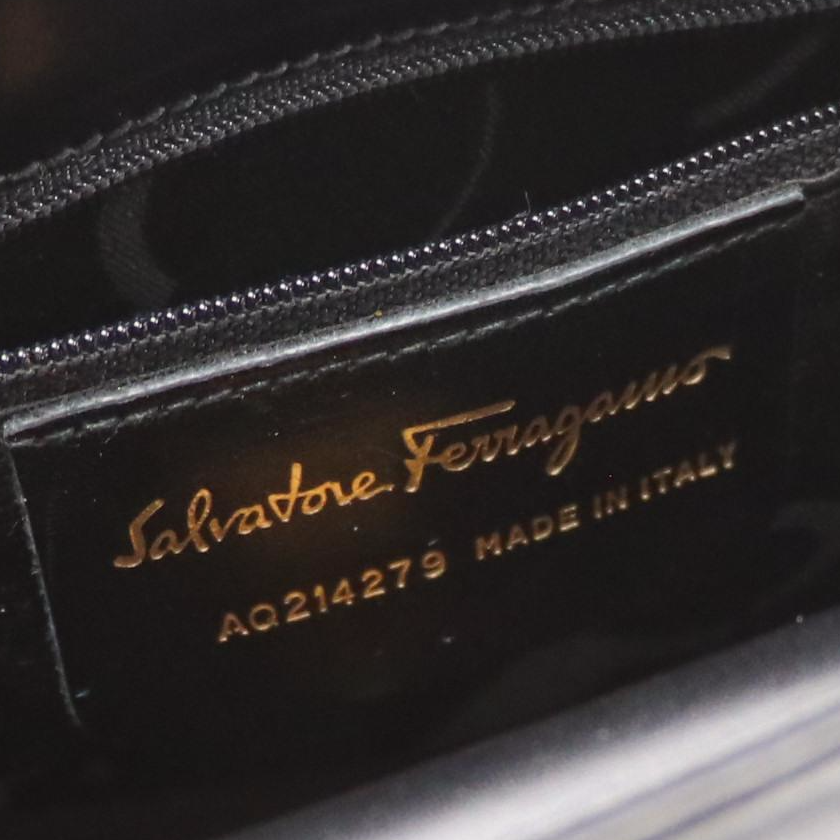 Salvatore Ferragamo
AQ214279 MADE IN ITALY